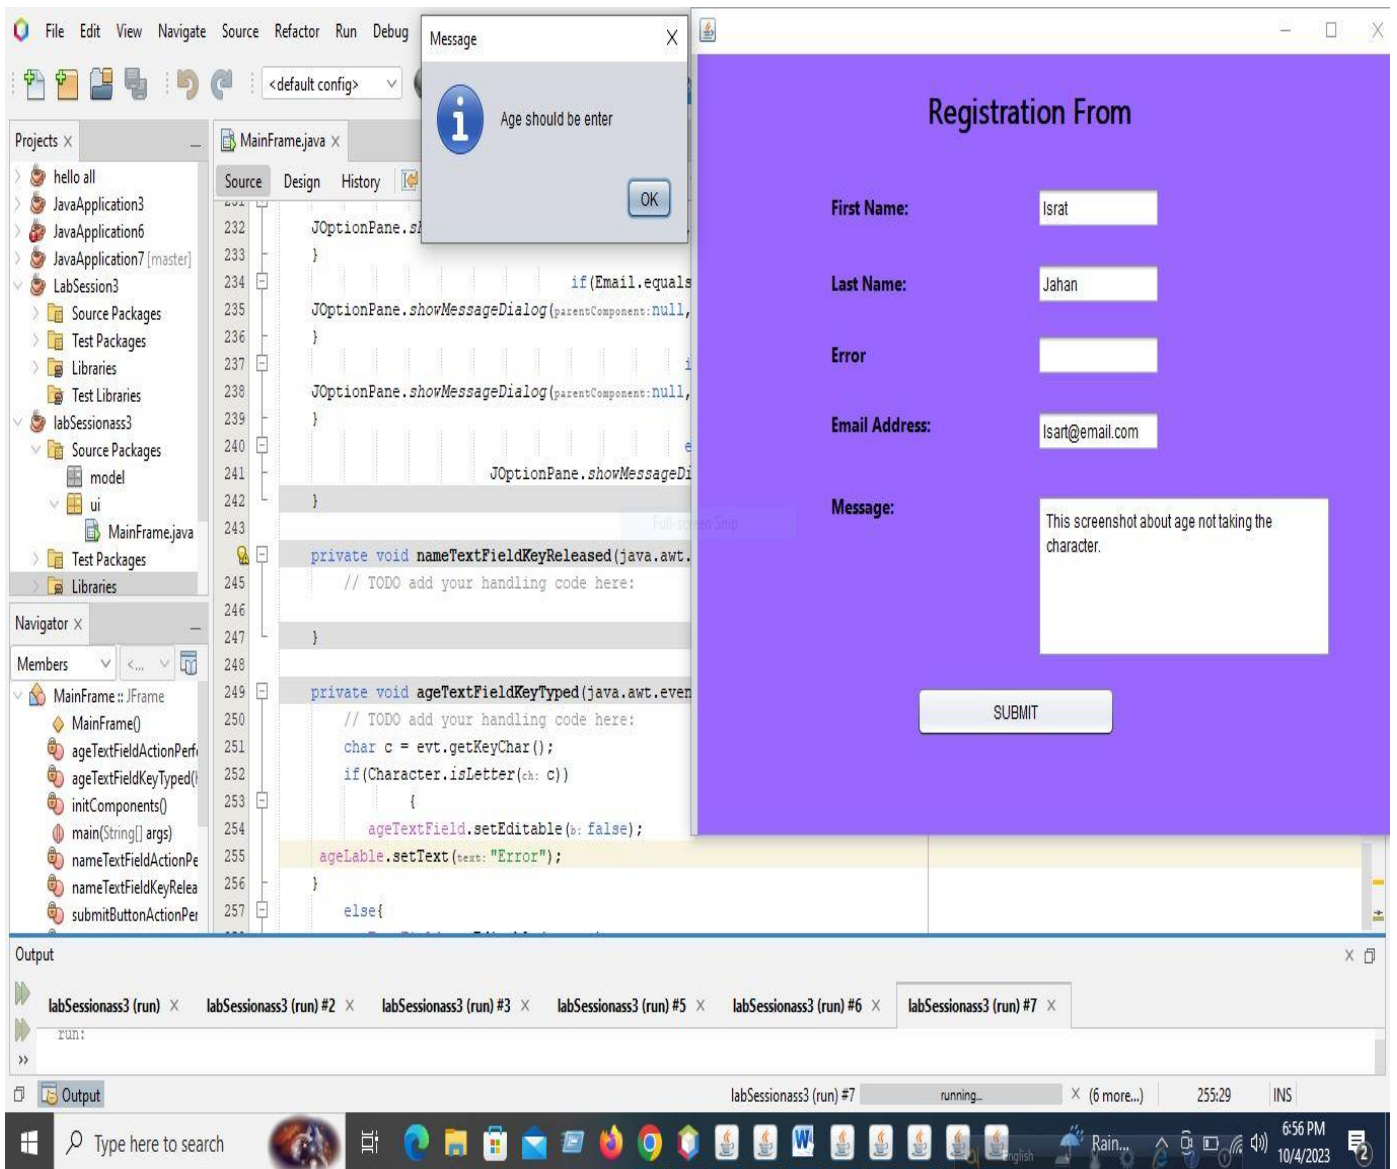 File Edit View Navigate Source Refactor Run Debug
<default config>
Message
Age should be enter
OK
Projects
hello all
JavaApplication3
JavaApplication6
JavaApplication7 [master]
LabSession3
Source Packages
Test Packages
Libraries
Test Libraries
labSessionass3
Source Packages
model
ui
MainFrame.java
Test Packages
Libraries
Navigator
Members
<...
MainFrame :: JFrame
MainFrame()
ageTextFieldActionPerf
ageTextFieldKeyTyped(
initComponents()
main(String[] args)
nameTextFieldActionPe
nameTextFieldKeyRelea
submitButtonActionPer
MainFrame.java
Source Design History
231
232 JOptionPane.s
233 }
234 if(Email.equals
235 JOptionPane.showMessageDialog(parentComponent:null,
236 }
237 i
238 JOptionPane.showMessageDialog(parentComponent:null,
239 }
240 e
241 JOptionPane.showMessageDi
242 }
243
private void nameTextFieldKeyReleased(java.awt.
245 // TODO add your handling code here:
246
247 }
248
249 private void ageTextFieldKeyTyped(java.awt.even
250 // TODO add your handling code here:
251 char c = evt.getKeyChar();
252 if(Character.isLetter(ch: c))
253 {
254 ageTextField.setEditable(b: false);
255 ageLable.setText(text: "Error");
256 }
257 else{
Full-screen Snip
Registration From
First Name: Israt
Last Name: Jahan
Error
Email Address: Isart@email.com
Message: This screenshot about age not taking the
character.
SUBMIT
Output
labSessionass3 (run) labSessionass3 (run) #2 labSessionass3 (run) #3 labSessionass3 (run) #5 labSessionass3 (run) #6 labSessionass3 (run) #7
run:
Output labSessionass3 (run) #7 running... (6 more...) 255:29 INS
Type here to search English Rain... 6:56 PM
10/4/2023 2